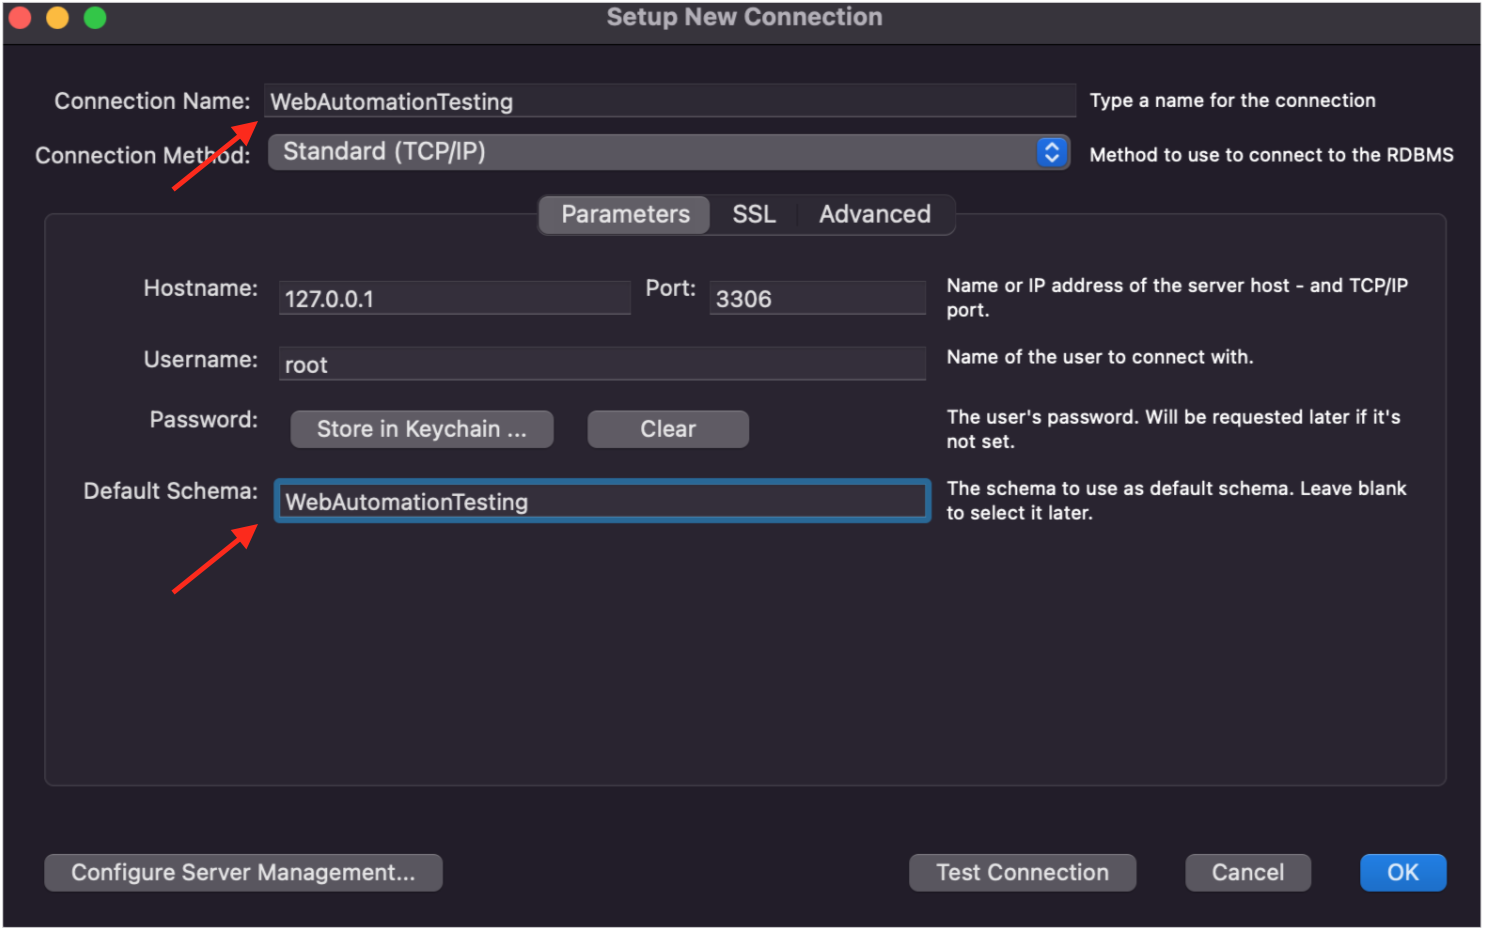 Setup New Connection
Connection Name: WebAutomationTesting Type a name for the connection
Connection Method: Standard (TCP/IP) Method to use to connect to the RDBMS
Parameters SSL Advanced
Hostname: 127.0.0.1 Port: 3306 Name or IP address of the server host - and TCP/IP
port.
Username: root Name of the user to connect with.
Password: Store in Keychain ... Clear The user's password. Will be requested later if it's
not set.
Default Schema: WebAutomationTesting The schema to use as default schema. Leave blank
to select it later.
Configure Server Management... Test Connection Cancel OK